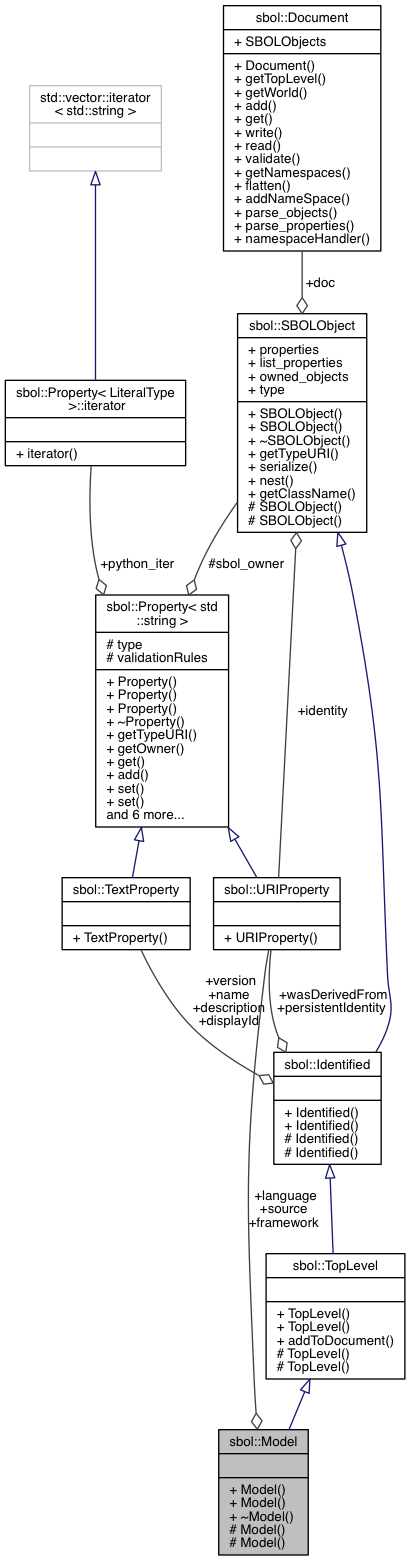 sbol::Document
+ SBOLObjects
+ Document()
+ getTopLevel()
+ getWorld()
+ add()
+ get()
+ write()
+ read()
+ validate()
+ getNamespaces()
+ flatten()
+ addNameSpace()
+ parse_objects()
+ parse_properties()
+ namespaceHandler()
std::vector::iterator
< std::string >
+doc
sbol::SBOLObject
+ properties
+ list_properties
+ owned_objects
+ type
+ SBOLObject()
+ SBOLObject()
+ ~SBOLObject()
+ getTypeURI()
+ serialize()
+ nest()
+ getClassName()
# SBOLObject()
# SBOLObject()
sbol::Property< LiteralType
>::iterator
+ iterator()
+python_iter
#sbol_owner
sbol::Property< std
::string >
# type
# validationRules
+ Property()
+ Property()
+ Property()
+ ~Property()
+ getTypeURI()
+ getOwner()
+ get()
+ add()
+ set()
+ set()
and 6 more...
+identity
sbol::TextProperty
+ TextProperty()
sbol::URIProperty
+ URIProperty()
+version
+name
+description
+displayId
+wasDerivedFrom
+persistentIdentity
sbol::Identified
+ Identified()
+ Identified()
# Identified()
# Identified()
+language
+source
+framework
sbol::TopLevel
+ TopLevel()
+ TopLevel()
+ addToDocument()
# TopLevel()
# TopLevel()
sbol::Model
+ Model()
+ Model()
+ ~Model()
# Model()
# Model()